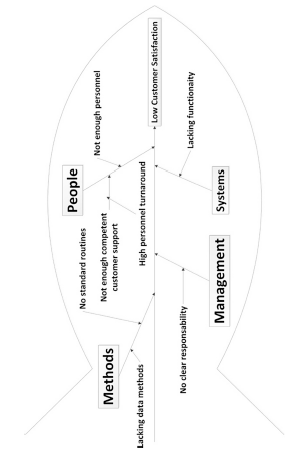 Methods
People
Management
Systems
Low Customer Satisfaction
No standard routines
Lacking data methods
Not enough personnel
Not enough competent
customer support
High personnel turnaround
No clear responsability
Lacking functionaity